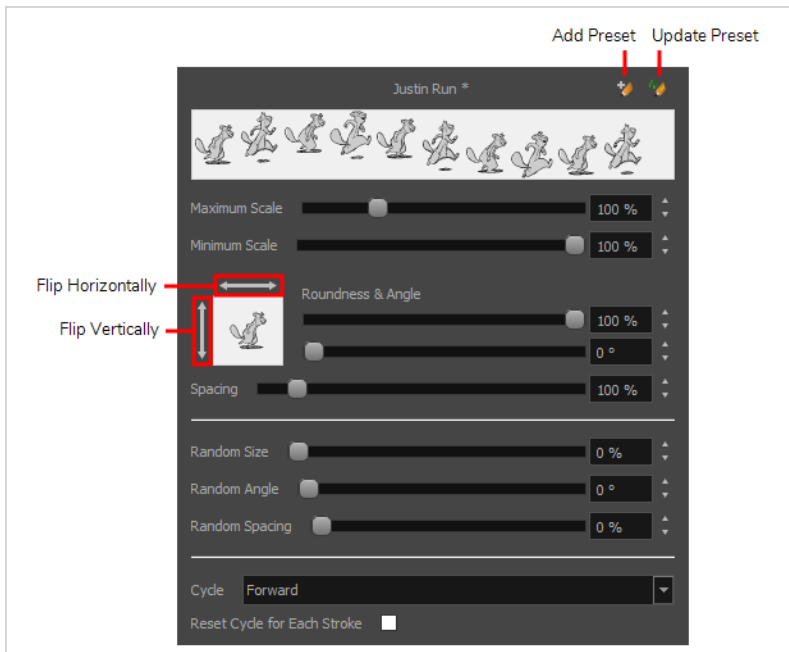 Add Preset Update Preset
Justin Run *
Maximum Scale 100 %
Minimum Scale 100 %
Flip Horizontally
Roundness & Angle
Flip Vertically
100 %
0 °
Spacing 100 %
Random Size 0 %
Random Angle 0 °
Random Spacing 0 %
Cycle Forward
Reset Cycle for Each Stroke